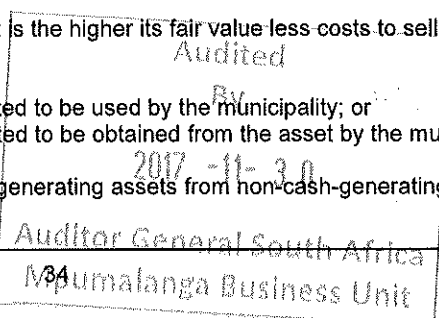 is the higher its fair value less costs to sell
Audited
By
ted to be used by the municipality; or
ted to be obtained from the asset by the mu
2017 -11- 30
generating assets from non-cash-generating
Auditor General South Africa
34
Mpumalanga Business Unit